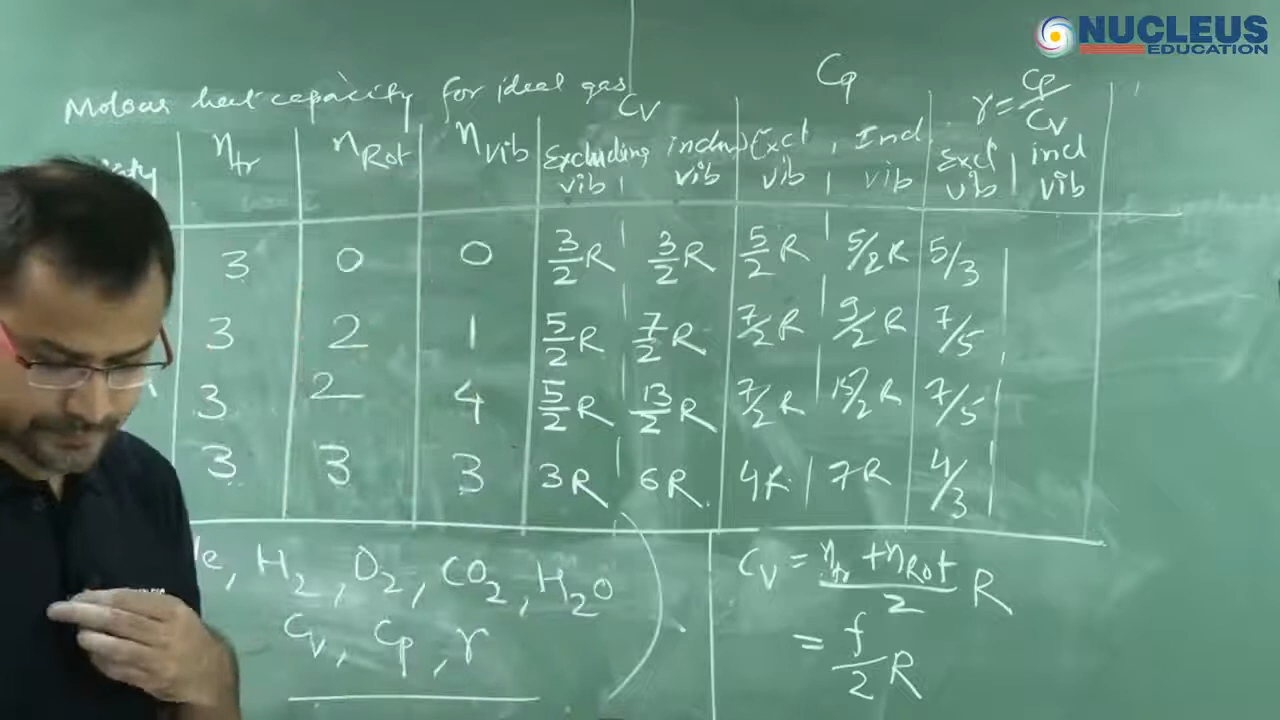 NUCLEUS
EDUCATION
Molous heat capacity for ideal gas
Cv Cp γ = Cp/Cv
ηtr ηRot ηvib Excluding vib | inclu vib Excl vib | Incl vib Excl vib | incl vib
3 0 0 3/2 R | 3/2 R 5/2 R | 5/2 R 5/3
3 2 1 5/2 R | 7/2 R 7/2 R | 9/2 R 7/5
3 2 4 5/2 R | 13/2 R 7/2 R | 15/2 R 7/5
3 3 3 3R | 6R 4R | 7R 4/3
e, H2, O2, CO2, H2O
Cv, Cp, γ
Cv = ηtr + ηRot/2 R
= f/2 R